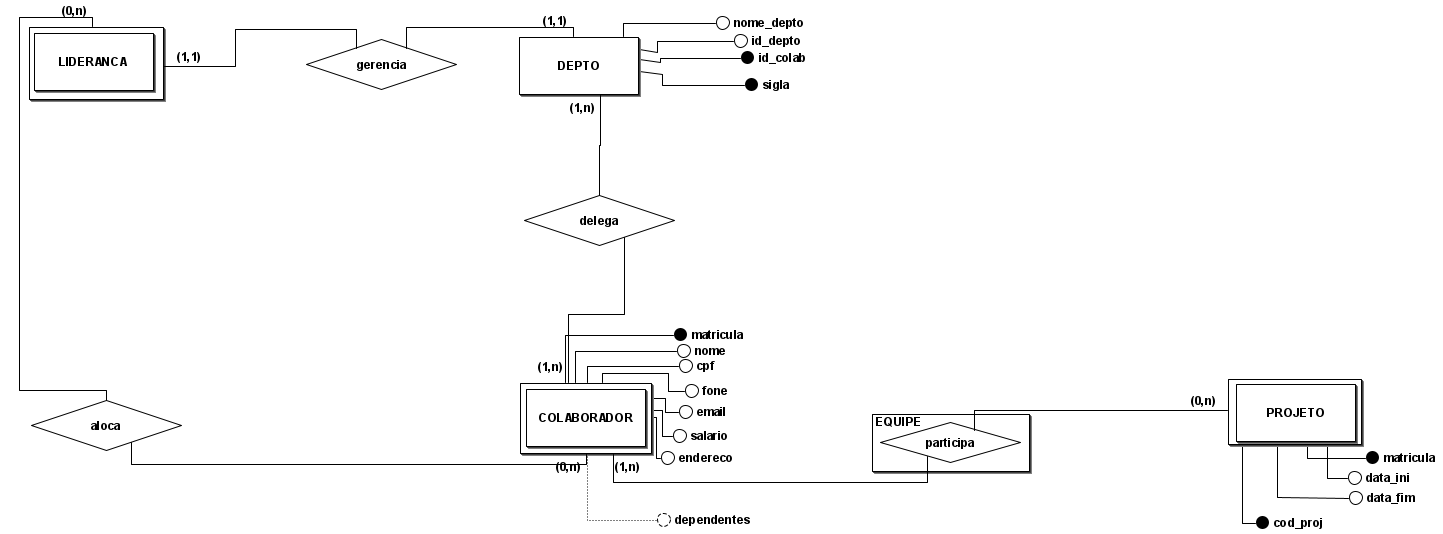 (0,n)
LIDERANCA
(1,1)
gerencia
(1,1)
DEPTO
nome_depto
id_depto
id_colab
sigla
(1,n)
delega
matricula
nome
cpf
(1,n)
fone
email
COLABORADOR
salario
endereco
(0,n)
(1,n)
dependentes
aloca
EQUIPE
participa
(0,n)
PROJETO
matricula
data_ini
data_fim
cod_proj